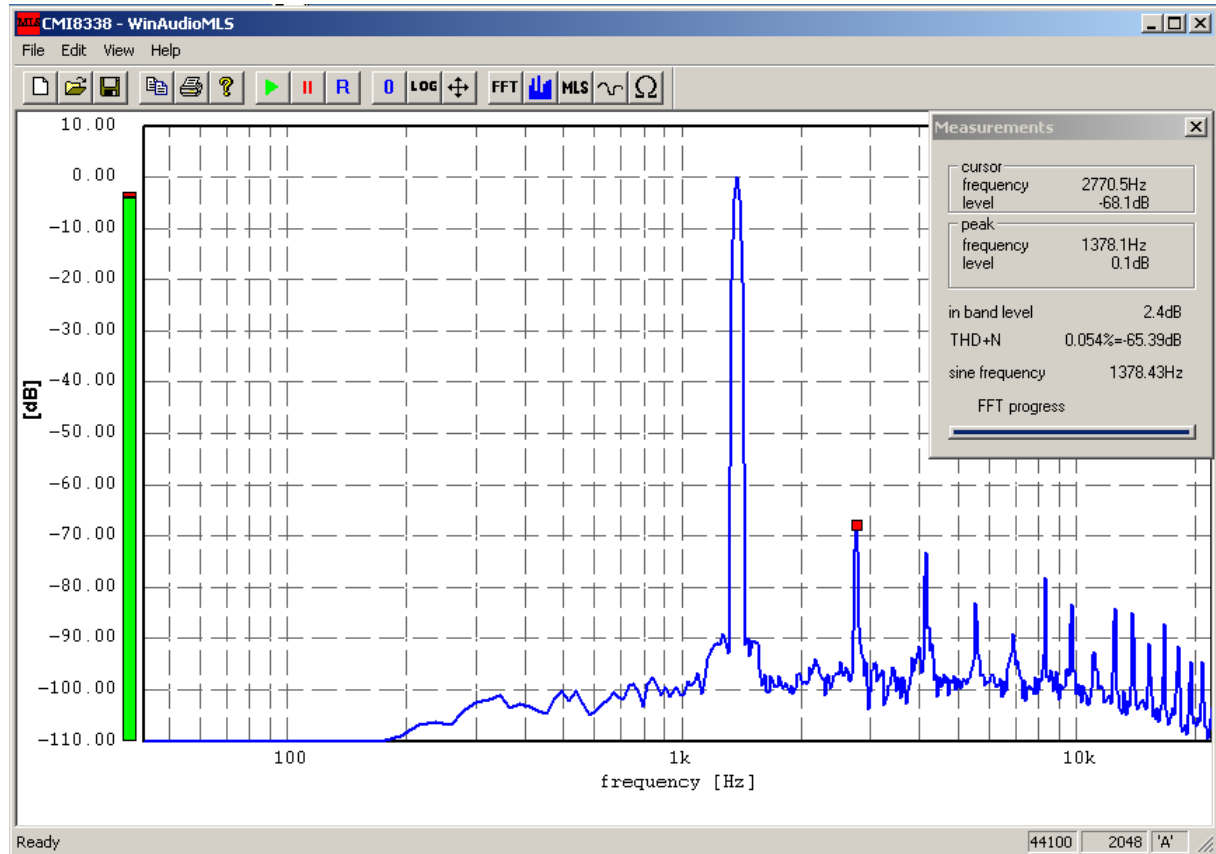 MLS CMI8338 - WinAudioMLS
File Edit View Help
R 0 LOG FFT MLS Ω
Measurements
cursor
frequency 2770.5Hz
level -68.1dB
peak
frequency 1378.1Hz
level 0.1dB
in band level 2.4dB
THD+N 0.054%=-65.39dB
sine frequency 1378.43Hz
FFT progress
10.00
0.00
-10.00
-20.00
-30.00
-40.00
[dB]
-50.00
-60.00
-70.00
-80.00
-90.00
-100.00
-110.00
100 1k 10k
frequency [Hz]
Ready 44100 2048 'A'